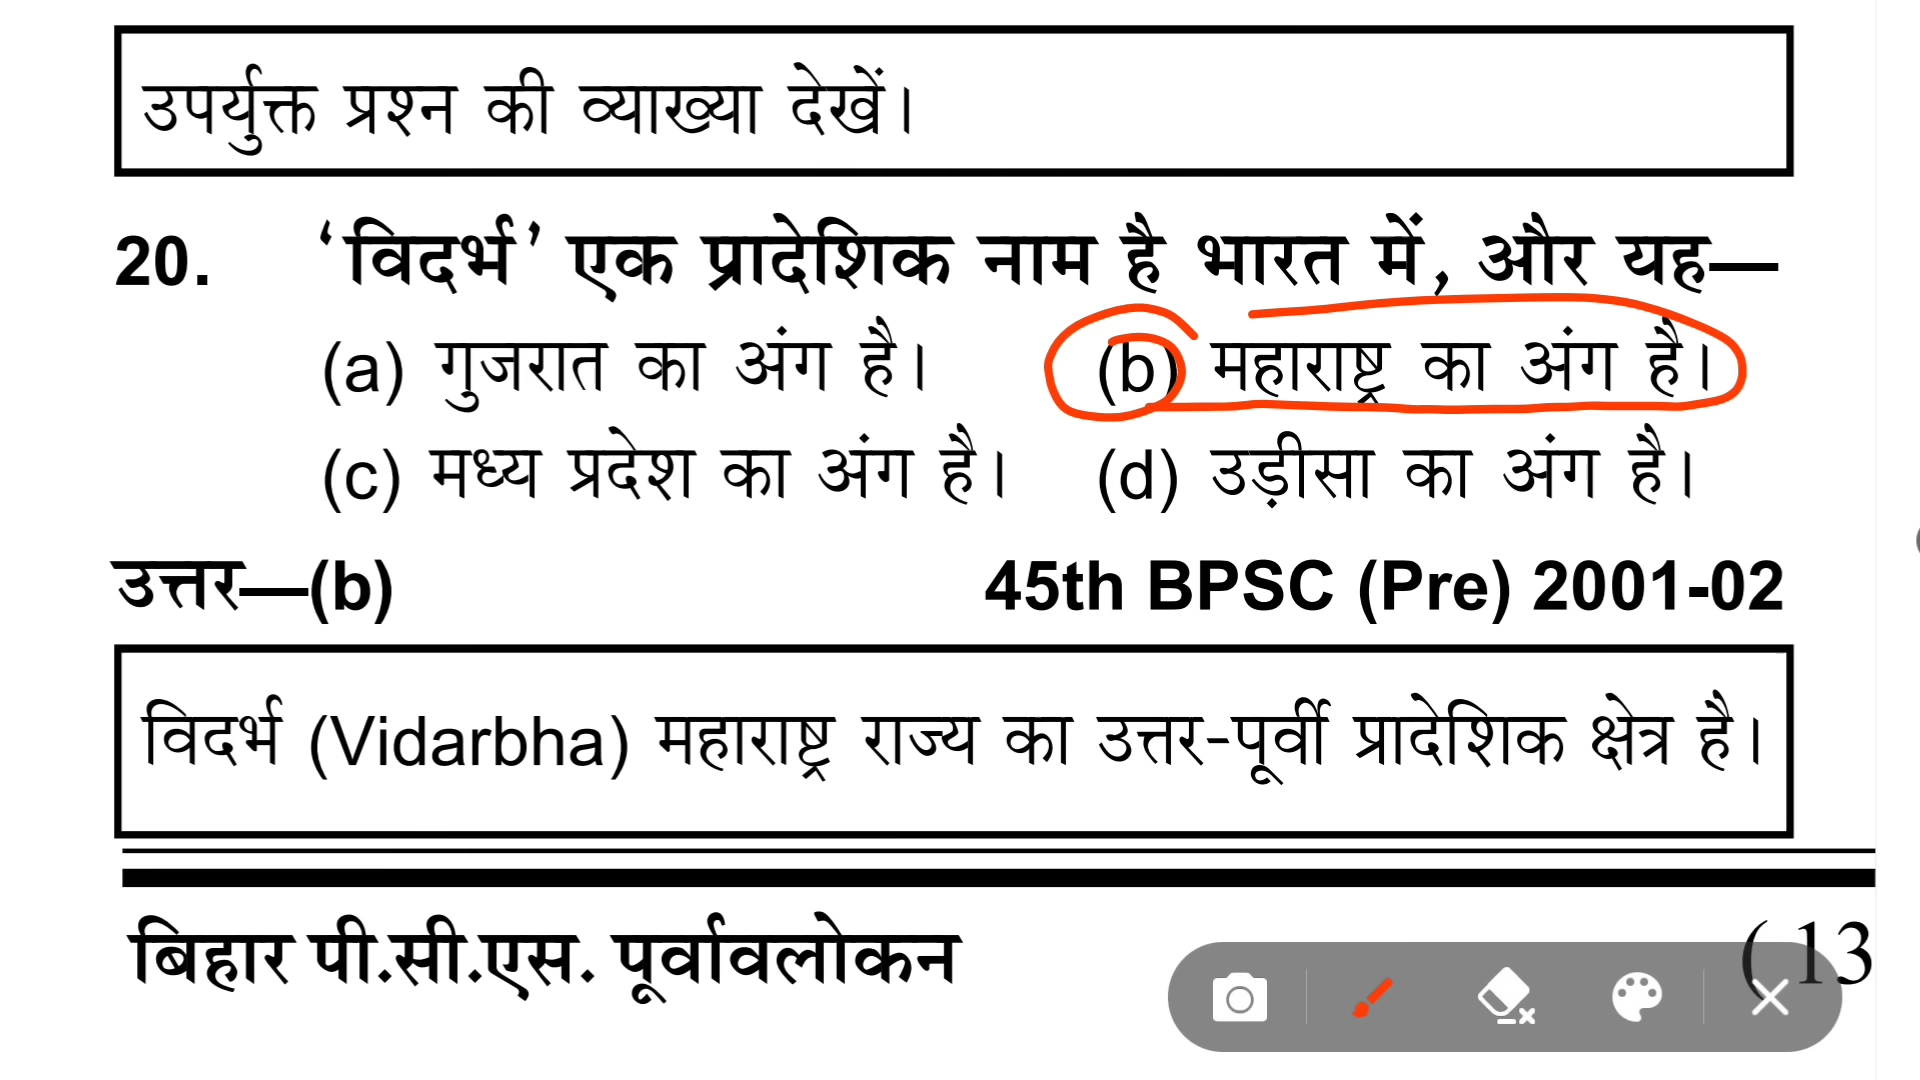 उपर्युक्त प्रश्न की व्याख्या देखें।
20. ‘विदर्भ’ एक प्रादेशिक नाम है भारत में, और यह—
(a) गुजरात का अंग है। (b) महाराष्ट्र का अंग है।
(c) मध्य प्रदेश का अंग है। (d) उड़ीसा का अंग है।
उत्तर—(b) 45th BPSC (Pre) 2001-02
विदर्भ (Vidarbha) महाराष्ट्र राज्य का उत्तर-पूर्वी प्रादेशिक क्षेत्र है।
बिहार पी.सी.एस. पूर्वावलोकन (13